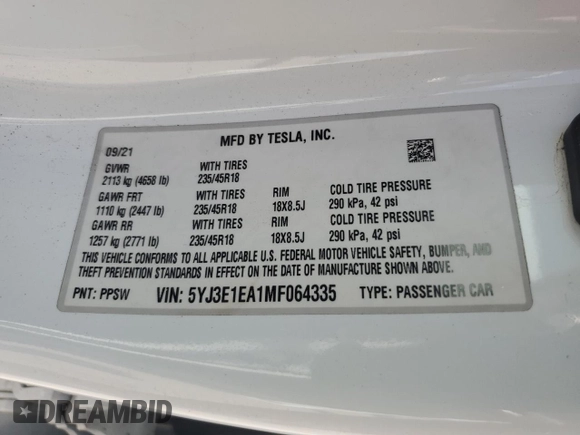 MFD BY TESLA, INC.
09/21
GVWR WITH TIRES
2113 kg (4658 lb) 235/45R18
GAWR FRT WITH TIRES RIM COLD TIRE PRESSURE
1110 kg (2447 lb) 235/45R18 18X8.5J 290 kPa, 42 psi
GAWR RR WITH TIRES RIM COLD TIRE PRESSURE
1257 kg (2771 lb) 235/45R18 18X8.5J 290 kPa, 42 psi
THIS VEHICLE CONFORMS TO ALL APPLICABLE U.S. FEDERAL MOTOR VEHICLE SAFETY, BUMPER, AND
THEFT PREVENTION STANDARDS IN EFFECT ON THE DATE OF MANUFACTURE SHOWN ABOVE.
PNT: PPSW VIN: 5YJ3E1EA1MF064335 TYPE: PASSENGER CAR
DREAMBID